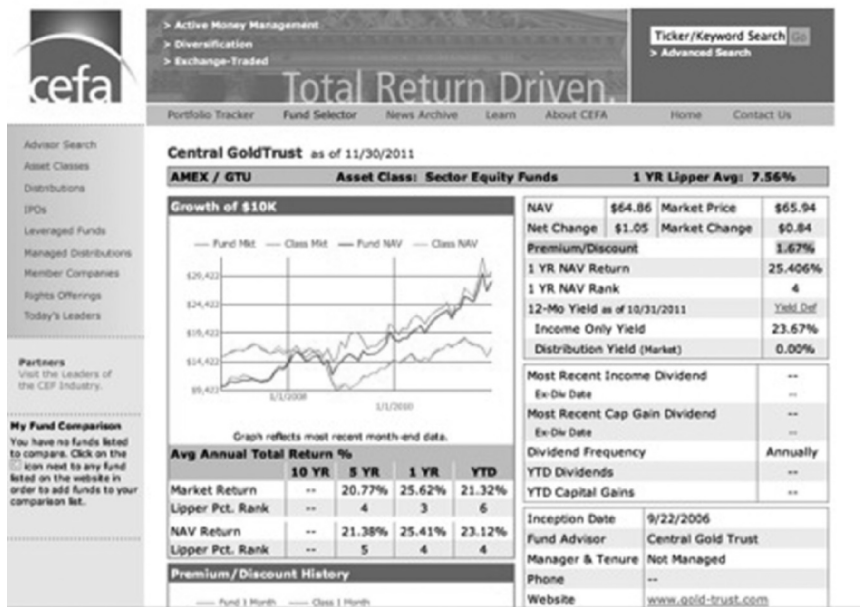 cefa
> Active Money Management
> Diversification
> Exchange-Traded
Total Return Driven.
Ticker/Keyword Search Go
> Advanced Search
Portfolio Tracker Fund Selector News Archive Learn About CEFA Home Contact Us
Advisor Search
Asset Classes
Distributions
IPOs
Leveraged Funds
Managed Distributions
Member Companies
Rights Offerings
Today's Leaders
Partners
Visit the Leaders of
the CEF Industry.
My Fund Comparison
You have no funds listed
to compare. Click on the
icon next to any fund
listed on the website in
order to add funds to your
comparison list.
Central GoldTrust as of 11/30/2011
AMEX / GTU Asset Class: Sector Equity Funds 1 YR Lipper Avg: 7.56%
Growth of $10K
Fund Mkt Class Mkt Fund NAV Class NAV
$29,422
$24,422
$19,422
$14,422
$9,422
1/1/2008
1/1/2010
Graph reflects most recent month-end data.
Avg Annual Total Return %
10 YR 5 YR 1 YR YTD
Market Return -- 20.77% 25.62% 21.32%
Lipper Pct. Rank -- 4 3 6
NAV Return -- 21.38% 25.41% 23.12%
Lipper Pct. Rank -- 5 4 4
Premium/Discount History
Fund 1 Month Class 1 Month
NAV $64.86 Market Price $65.94
Net Change $1.05 Market Change $0.84
Premium/Discount 1.67%
1 YR NAV Return 25.406%
1 YR NAV Rank 4
12-Mo Yield as of 10/31/2011 Yield Def
Income Only Yield 23.67%
Distribution Yield (Market) 0.00%
Most Recent Income Dividend --
Ex-Div Date --
Most Recent Cap Gain Dividend --
Ex-Div Date --
Dividend Frequency Annually
YTD Dividends --
YTD Capital Gains --
Inception Date 9/22/2006
Fund Advisor Central Gold Trust
Manager & Tenure Not Managed
Phone --
Website www.gold-trust.com